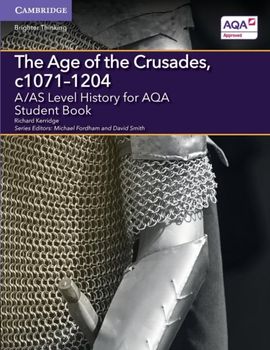 CAMBRIDGE
Brighter Thinking
AQA
Approved
The Age of the Crusades,
c1071–1204
A/AS Level History for AQA
Student Book
Richard Kerridge
Series Editors: Michael Fordham and David Smith